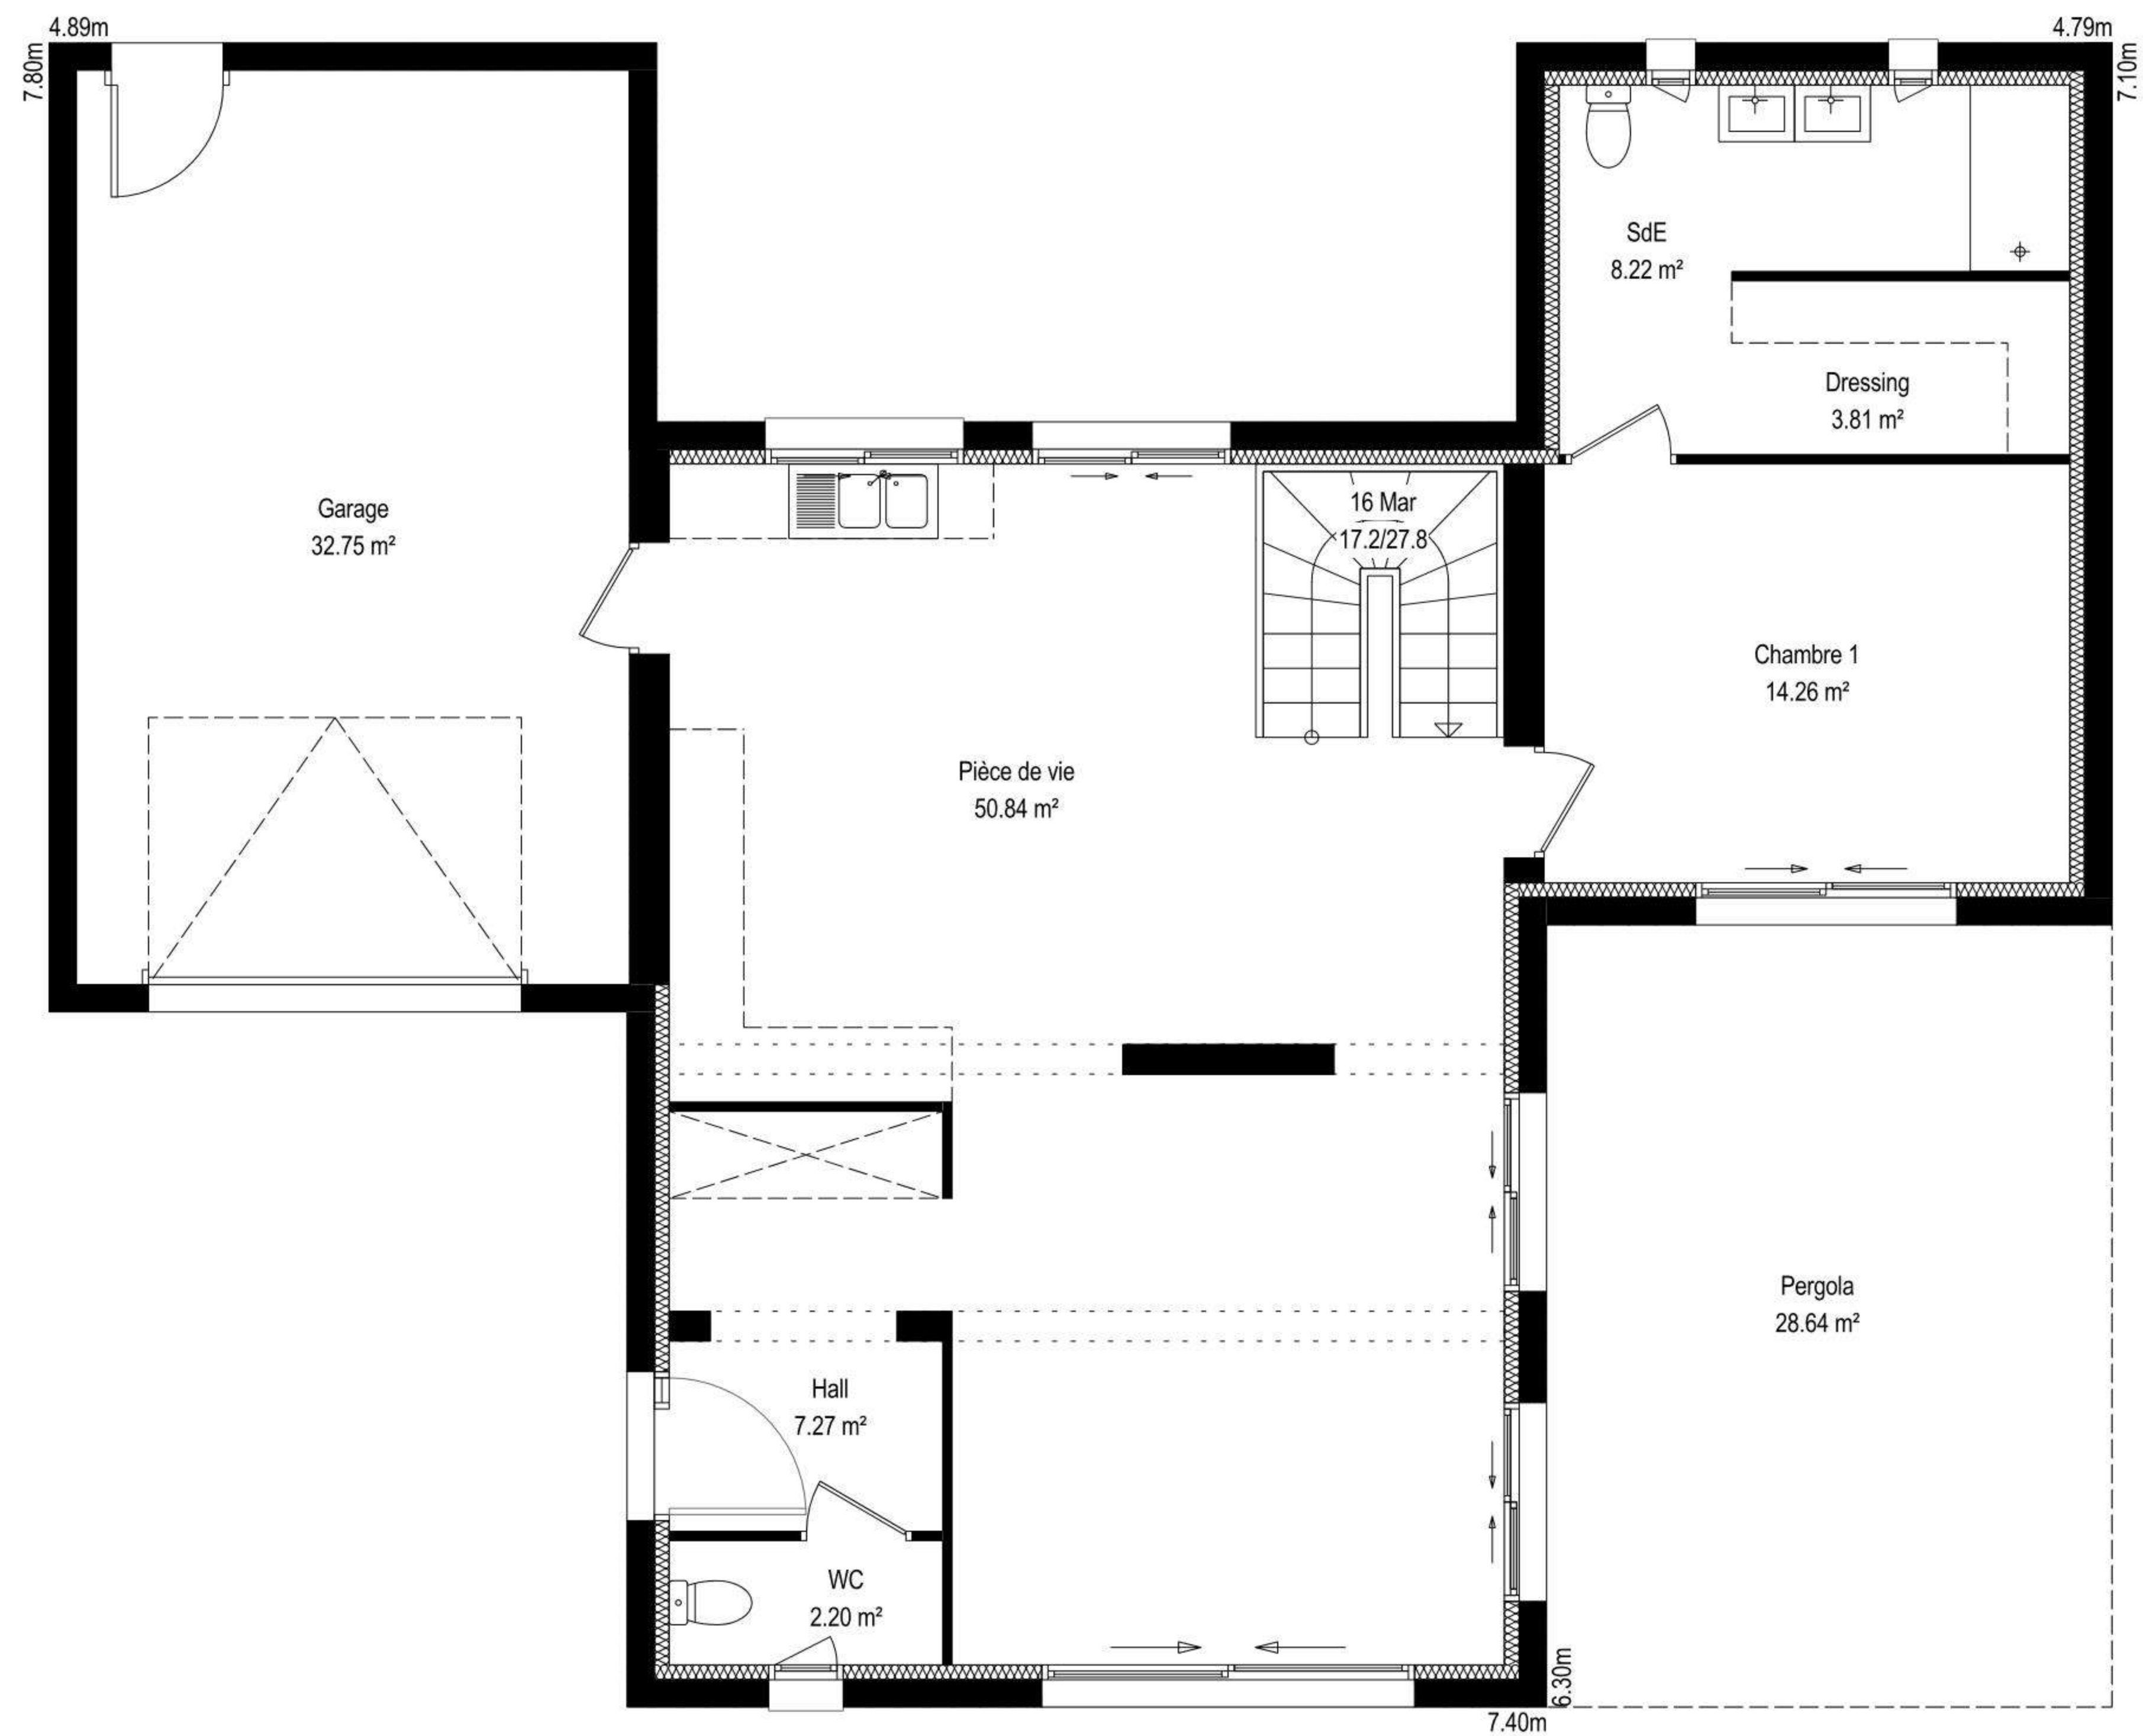 4.89m
4.79m
7.80m
7.10m
SdE
8.22 m²
Dressing
3.81 m²
Garage
32.75 m²
16 Mar
17.2/27.8
Chambre 1
14.26 m²
Pièce de vie
50.84 m²
Pergola
28.64 m²
Hall
7.27 m²
WC
2.20 m²
6.30m
7.40m